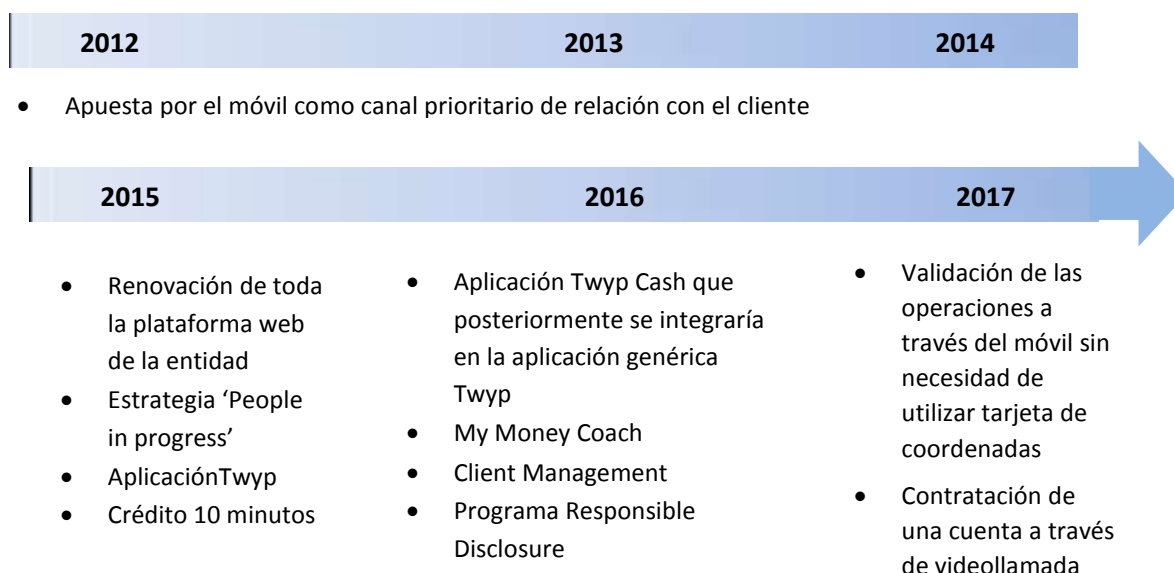 2012 2013 2014
• Apuesta por el móvil como canal prioritario de relación con el cliente
2015 2016 2017
• Renovación de toda
la plataforma web
de la entidad
• Estrategia ‘People
in progress’
• AplicaciónTwyp
• Crédito 10 minutos
• Aplicación Twyp Cash que
posteriormente se integraría
en la aplicación genérica
Twyp
• My Money Coach
• Client Management
• Programa Responsible
Disclosure
• Validación de las
operaciones a
través del móvil sin
necesidad de
utilizar tarjeta de
coordenadas
• Contratación de
una cuenta a través
de videollamada